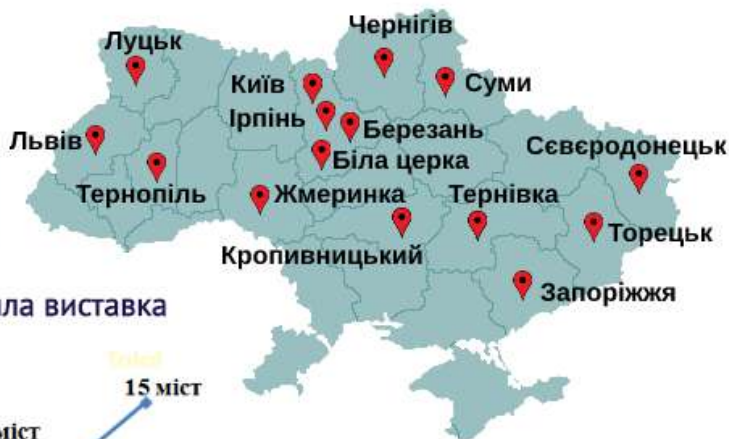 Чернігів
Луцьк
Київ
Суми
Ірпінь
Березань
Львів
Біла церка
Сєвєродонецьк
Тернопіль
Жмеринка
Тернівка
Торецьк
Кропивницький
Запоріжжя
ла виставка
15 міст
міст